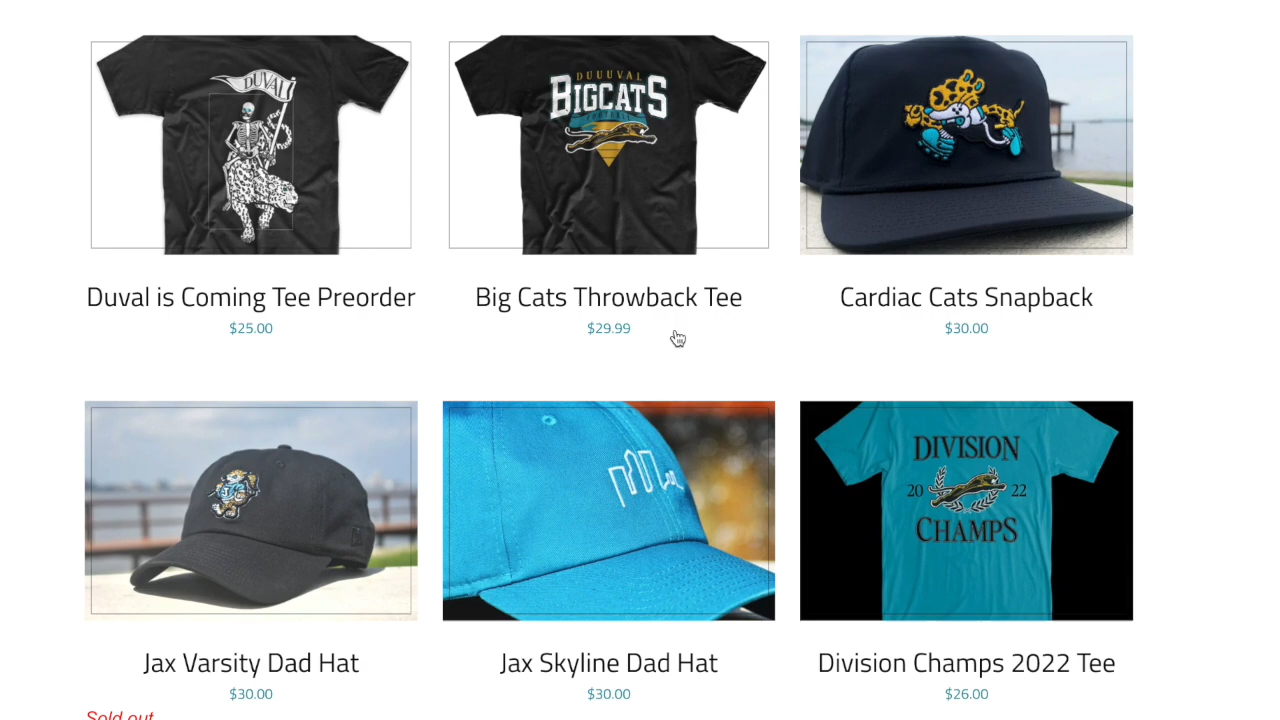 DUVAL
DUUUVAL
BIGCATS
Duval is Coming Tee Preorder
$25.00
Big Cats Throwback Tee
$29.99
Cardiac Cats Snapback
$30.00
DIVISION
20 22
CHAMPS
Jax Varsity Dad Hat
$30.00
Jax Skyline Dad Hat
$30.00
Division Champs 2022 Tee
$26.00
Sold out